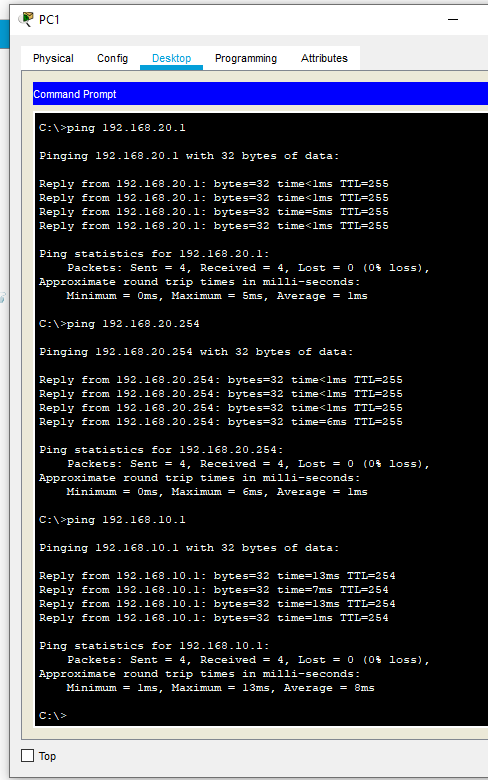 PC1
Physical Config Desktop Programming Attributes
Command Prompt
C:\>ping 192.168.20.1
Pinging 192.168.20.1 with 32 bytes of data:
Reply from 192.168.20.1: bytes=32 time<1ms TTL=255
Reply from 192.168.20.1: bytes=32 time<1ms TTL=255
Reply from 192.168.20.1: bytes=32 time=5ms TTL=255
Reply from 192.168.20.1: bytes=32 time<1ms TTL=255
Ping statistics for 192.168.20.1:
Packets: Sent = 4, Received = 4, Lost = 0 (0% loss),
Approximate round trip times in milli-seconds:
Minimum = 0ms, Maximum = 5ms, Average = 1ms
C:\>ping 192.168.20.254
Pinging 192.168.20.254 with 32 bytes of data:
Reply from 192.168.20.254: bytes=32 time<1ms TTL=255
Reply from 192.168.20.254: bytes=32 time<1ms TTL=255
Reply from 192.168.20.254: bytes=32 time<1ms TTL=255
Reply from 192.168.20.254: bytes=32 time=6ms TTL=255
Ping statistics for 192.168.20.254:
Packets: Sent = 4, Received = 4, Lost = 0 (0% loss),
Approximate round trip times in milli-seconds:
Minimum = 0ms, Maximum = 6ms, Average = 1ms
C:\>ping 192.168.10.1
Pinging 192.168.10.1 with 32 bytes of data:
Reply from 192.168.10.1: bytes=32 time=13ms TTL=254
Reply from 192.168.10.1: bytes=32 time=7ms TTL=254
Reply from 192.168.10.1: bytes=32 time=13ms TTL=254
Reply from 192.168.10.1: bytes=32 time=1ms TTL=254
Ping statistics for 192.168.10.1:
Packets: Sent = 4, Received = 4, Lost = 0 (0% loss),
Approximate round trip times in milli-seconds:
Minimum = 1ms, Maximum = 13ms, Average = 8ms
C:\>
Top